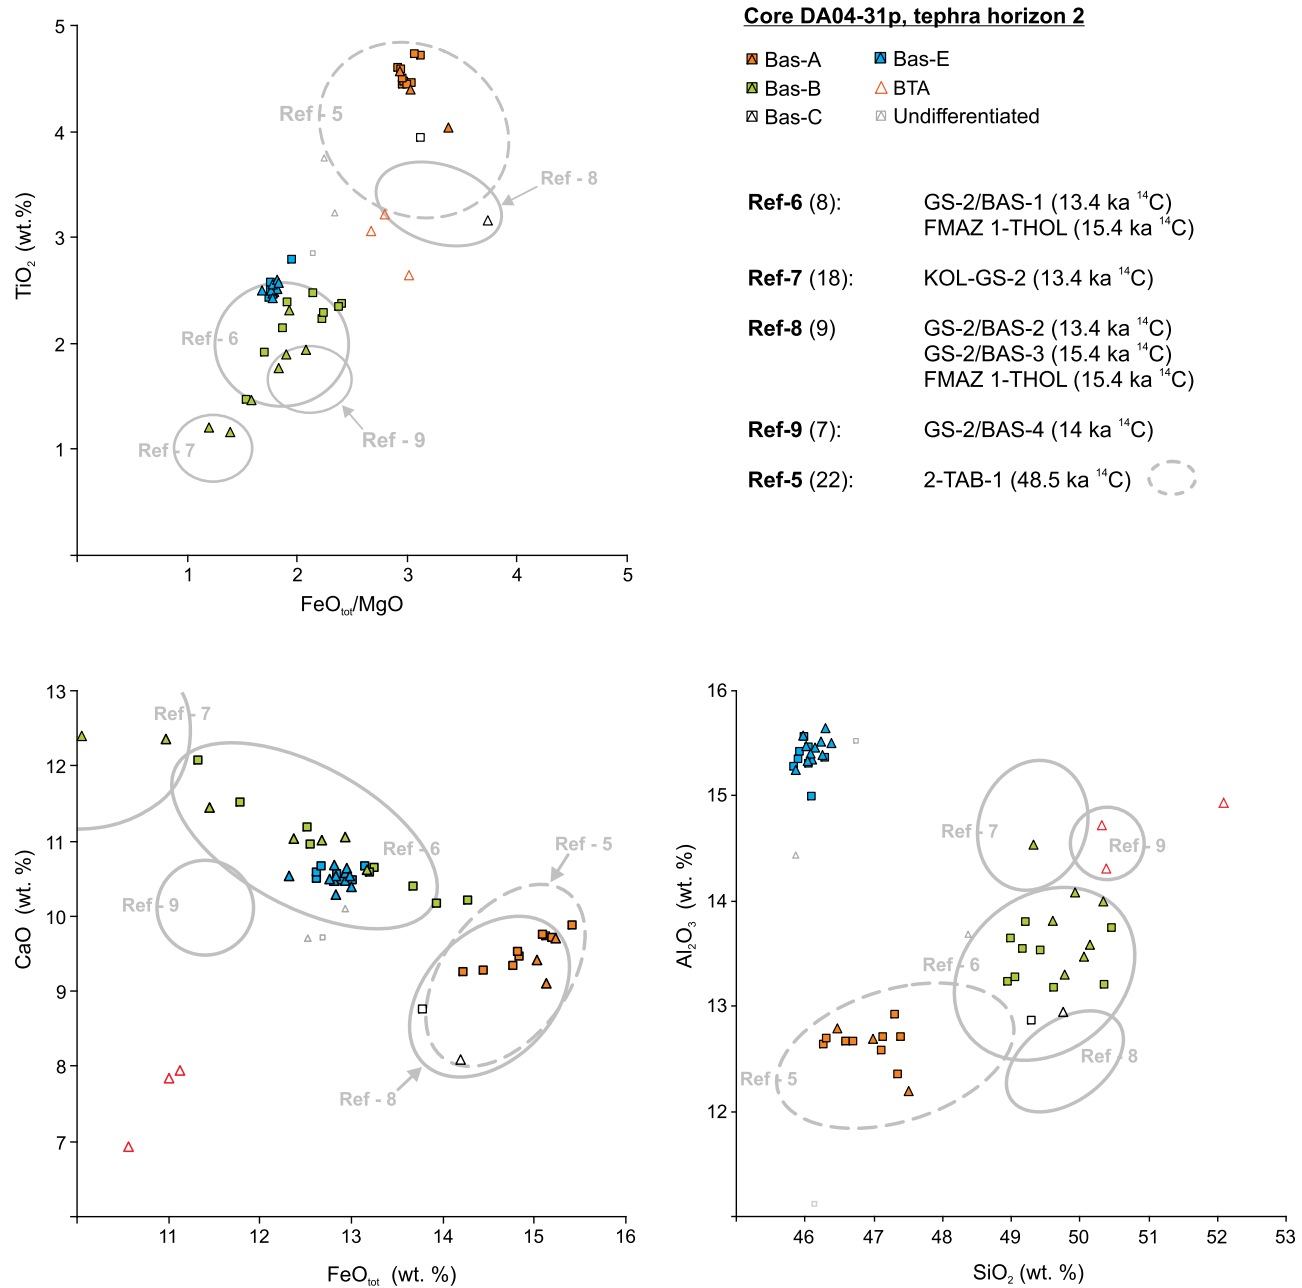 Core DA04-31p, tephra horizon 2
Bas-A
Bas-E
Bas-B
BTA
Bas-C
Undifferentiated
Ref-6 (8): GS-2/BAS-1 (13.4 ka ¹⁴C)
FMAZ 1-THOL (15.4 ka ¹⁴C)
Ref-7 (18): KOL-GS-2 (13.4 ka ¹⁴C)
Ref-8 (9) GS-2/BAS-2 (13.4 ka ¹⁴C)
GS-2/BAS-3 (15.4 ka ¹⁴C)
FMAZ 1-THOL (15.4 ka ¹⁴C)
Ref-9 (7): GS-2/BAS-4 (14 ka ¹⁴C)
Ref-5 (22): 2-TAB-1 (48.5 ka ¹⁴C)
TiO₂ (wt.%)
5
4
3
2
1
Ref - 5
Ref - 8
Ref - 6
Ref - 9
Ref - 7
1 2 3 4 5
FeOtot/MgO
CaO (wt. %)
13
12
11
10
9
8
7
Ref - 7
Ref - 5
Ref - 6
Ref - 9
Ref - 8
11 12 13 14 15 16
FeOtot (wt. %)
Al₂O₃ (wt. %)
16
15
14
13
12
Ref - 7
Ref - 9
Ref - 6
Ref - 8
Ref - 5
46 47 48 49 50 51 52 53
SiO₂ (wt. %)